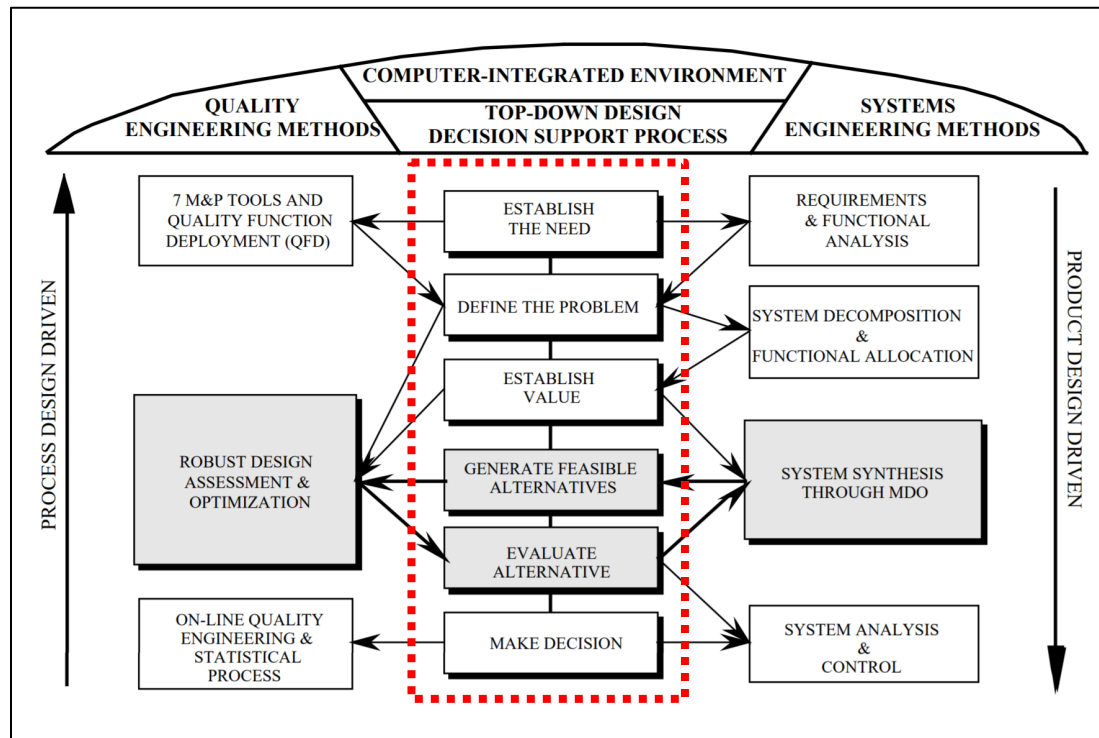 COMPUTER-INTEGRATED ENVIRONMENT
QUALITY
ENGINEERING METHODS
TOP-DOWN DESIGN
DECISION SUPPORT PROCESS
SYSTEMS
ENGINEERING METHODS
PROCESS DESIGN DRIVEN
7 M&P TOOLS AND
QUALITY FUNCTION
DEPLOYMENT (QFD)
ESTABLISH
THE NEED
REQUIREMENTS
& FUNCTIONAL
ANALYSIS
DEFINE THE PROBLEM
SYSTEM DECOMPOSITION
&
FUNCTIONAL ALLOCATION
ESTABLISH
VALUE
ROBUST DESIGN
ASSESSMENT &
OPTIMIZATION
GENERATE FEASIBLE
ALTERNATIVES
SYSTEM SYNTHESIS
THROUGH MDO
EVALUATE
ALTERNATIVE
ON-LINE QUALITY
ENGINEERING &
STATISTICAL
PROCESS
MAKE DECISION
SYSTEM ANALYSIS
&
CONTROL
PRODUCT DESIGN DRIVEN